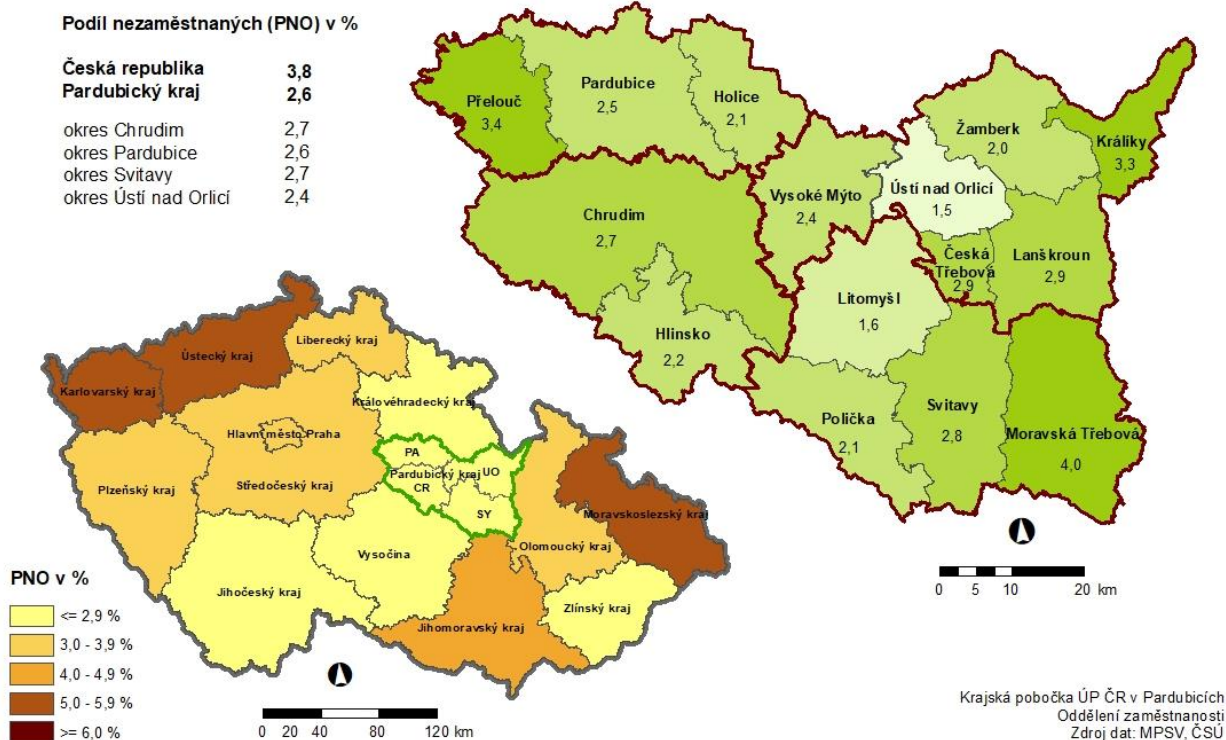 Podíl nezaměstnaných (PNO) v %
Česká republika 3,8
Pardubický kraj 2,6
okres Chrudim 2,7
okres Pardubice 2,6
okres Svitavy 2,7
okres Ústí nad Orlicí 2,4
Přelouč
3,4
Pardubice
2,5
Holice
2,1
Žamberk
2,0
Králíky
3,3
Ústí nad Orlicí
1,5
Vysoké Mýto
2,4
Chrudim
2,7
Česká
Třebová
2,9
Lanškroun
2,9
Litomyšl
1,6
Hlinsko
2,2
Polička
2,1
Svitavy
2,8
Moravská Třebová
4,0
0 5 10 20 km
Ústecký kraj
Liberecký kraj
Karlovarský kraj
Královéhradecký kraj
Hlavní město Praha
PA
Pardubický kraj
UO
CR
Plzeňský kraj
Středočeský kraj
SY
Moravskoslezský kraj
Vysočina
Olomoucký kraj
Jihočeský kraj
Zlínský kraj
Jihomoravský kraj
PNO v %
<= 2,9 %
3,0 - 3,9 %
4,0 - 4,9 %
5,0 - 5,9 %
>= 6,0 %
0 20 40 80 120 km
Krajská pobočka ÚP ČR v Pardubicích
Oddělení zaměstnanosti
Zdroj dat: MPSV, ČSÚ